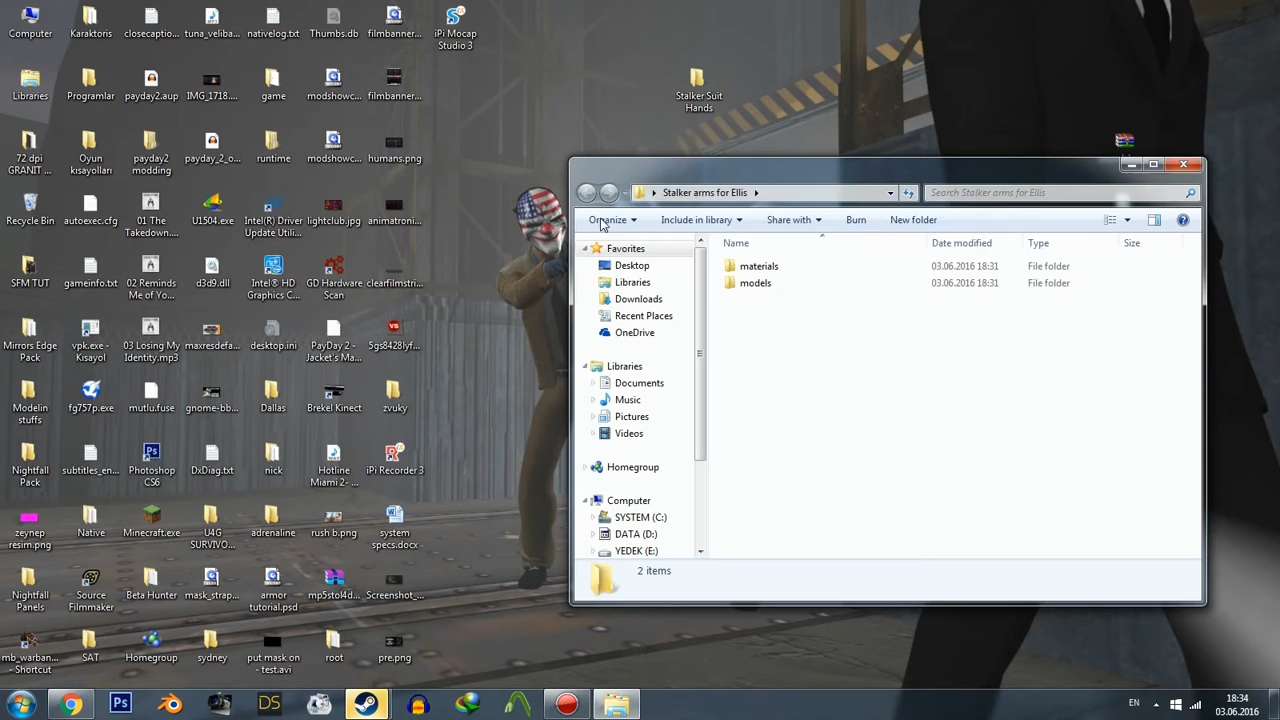 Computer
Karaktoris
closecaptio...
tuna_veliba...
nativelog.txt
Thumbs.db
filmbanner...
iPi Mocap
Studio 3
Libraries
Programlar
payday2.aup
IMG_1718....
game
modshowc...
filmbanner...
Stalker Suit
Hands
72 dpi
GRANIT ...
Oyun
kısayolları
payday2
modding
payday_2_o...
runtime
modshowc...
humans.png
Recycle Bin
autoexec.cfg
01 The
Takedown....
U1504.exe
Intel(R) Driver
Update Utili...
lightclub.jpg
animatroni...
SFM TUT
gameinfo.txt
02 Reminds
Me of Yo...
d3d9.dll
Intel® HD
Graphics C...
GD Hardware
Scan
clearfilmstri...
Mirrors Edge
Pack
vpk.exe -
Kısayol
03 Losing My
Identity.mp3
maxresdefa...
desktop.ini
PayDay 2 -
Jacket's Ma...
5gs8428lyf...
Modelin
stuffs
fg757p.exe
mutlu.fuse
gnome-bb...
Dallas
Brekel Kinect
zvuky
Nightfall
Pack
subtitles_en...
Photoshop
CS6
DxDiag.txt
nick
Hotline
Miami 2- ...
iPi Recorder 3
zeynep
resim.png
Native
Minecraft.exe
U4G
SURVIVO...
adrenaline
rush b.png
system
specs.docx
Nightfall
Panels
Source
Filmmaker
Beta Hunter
mask_strap...
armor
tutorial.psd
mp5stol4d...
Screenshot_...
mb_warban...
- Shortcut
SAT
Homegroup
sydney
put mask on
- test.avi
root
pre.png
Stalker arms for Ellis
Search Stalker arms for Ellis
Organize
Include in library
Share with
Burn
New folder
Favorites
Desktop
Libraries
Downloads
Recent Places
OneDrive
Libraries
Documents
Music
Pictures
Videos
Homegroup
Computer
SYSTEM (C:)
DATA (D:)
YEDEK (E:)
Name
Date modified
Type
Size
materials
03.06.2016 18:31
File folder
models
03.06.2016 18:31
File folder
2 items
Ps
DS
EN
18:34
03.06.2016